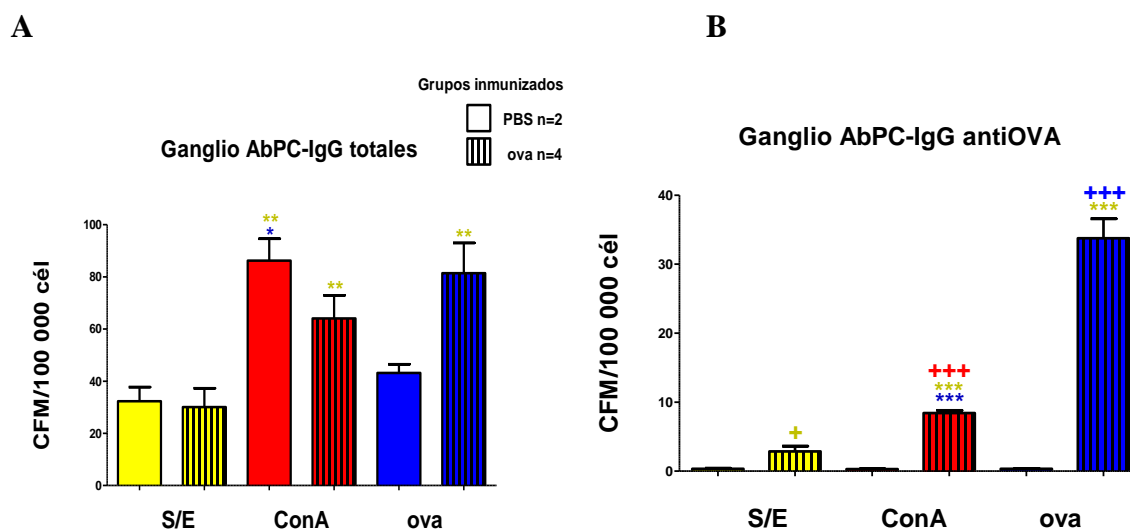 A
B
Grupos inmunizados
PBS n=2
ova n=4
Ganglio AbPC-IgG totales
CFM/100 000 cél
100
80
60
40
20
0
**
*
**
**
S/E ConA ova
Ganglio AbPC-IgG antiOVA
CFM/100 000 cél
40
30
20
10
0
+
+++
***
***
+++
***
S/E ConA ova